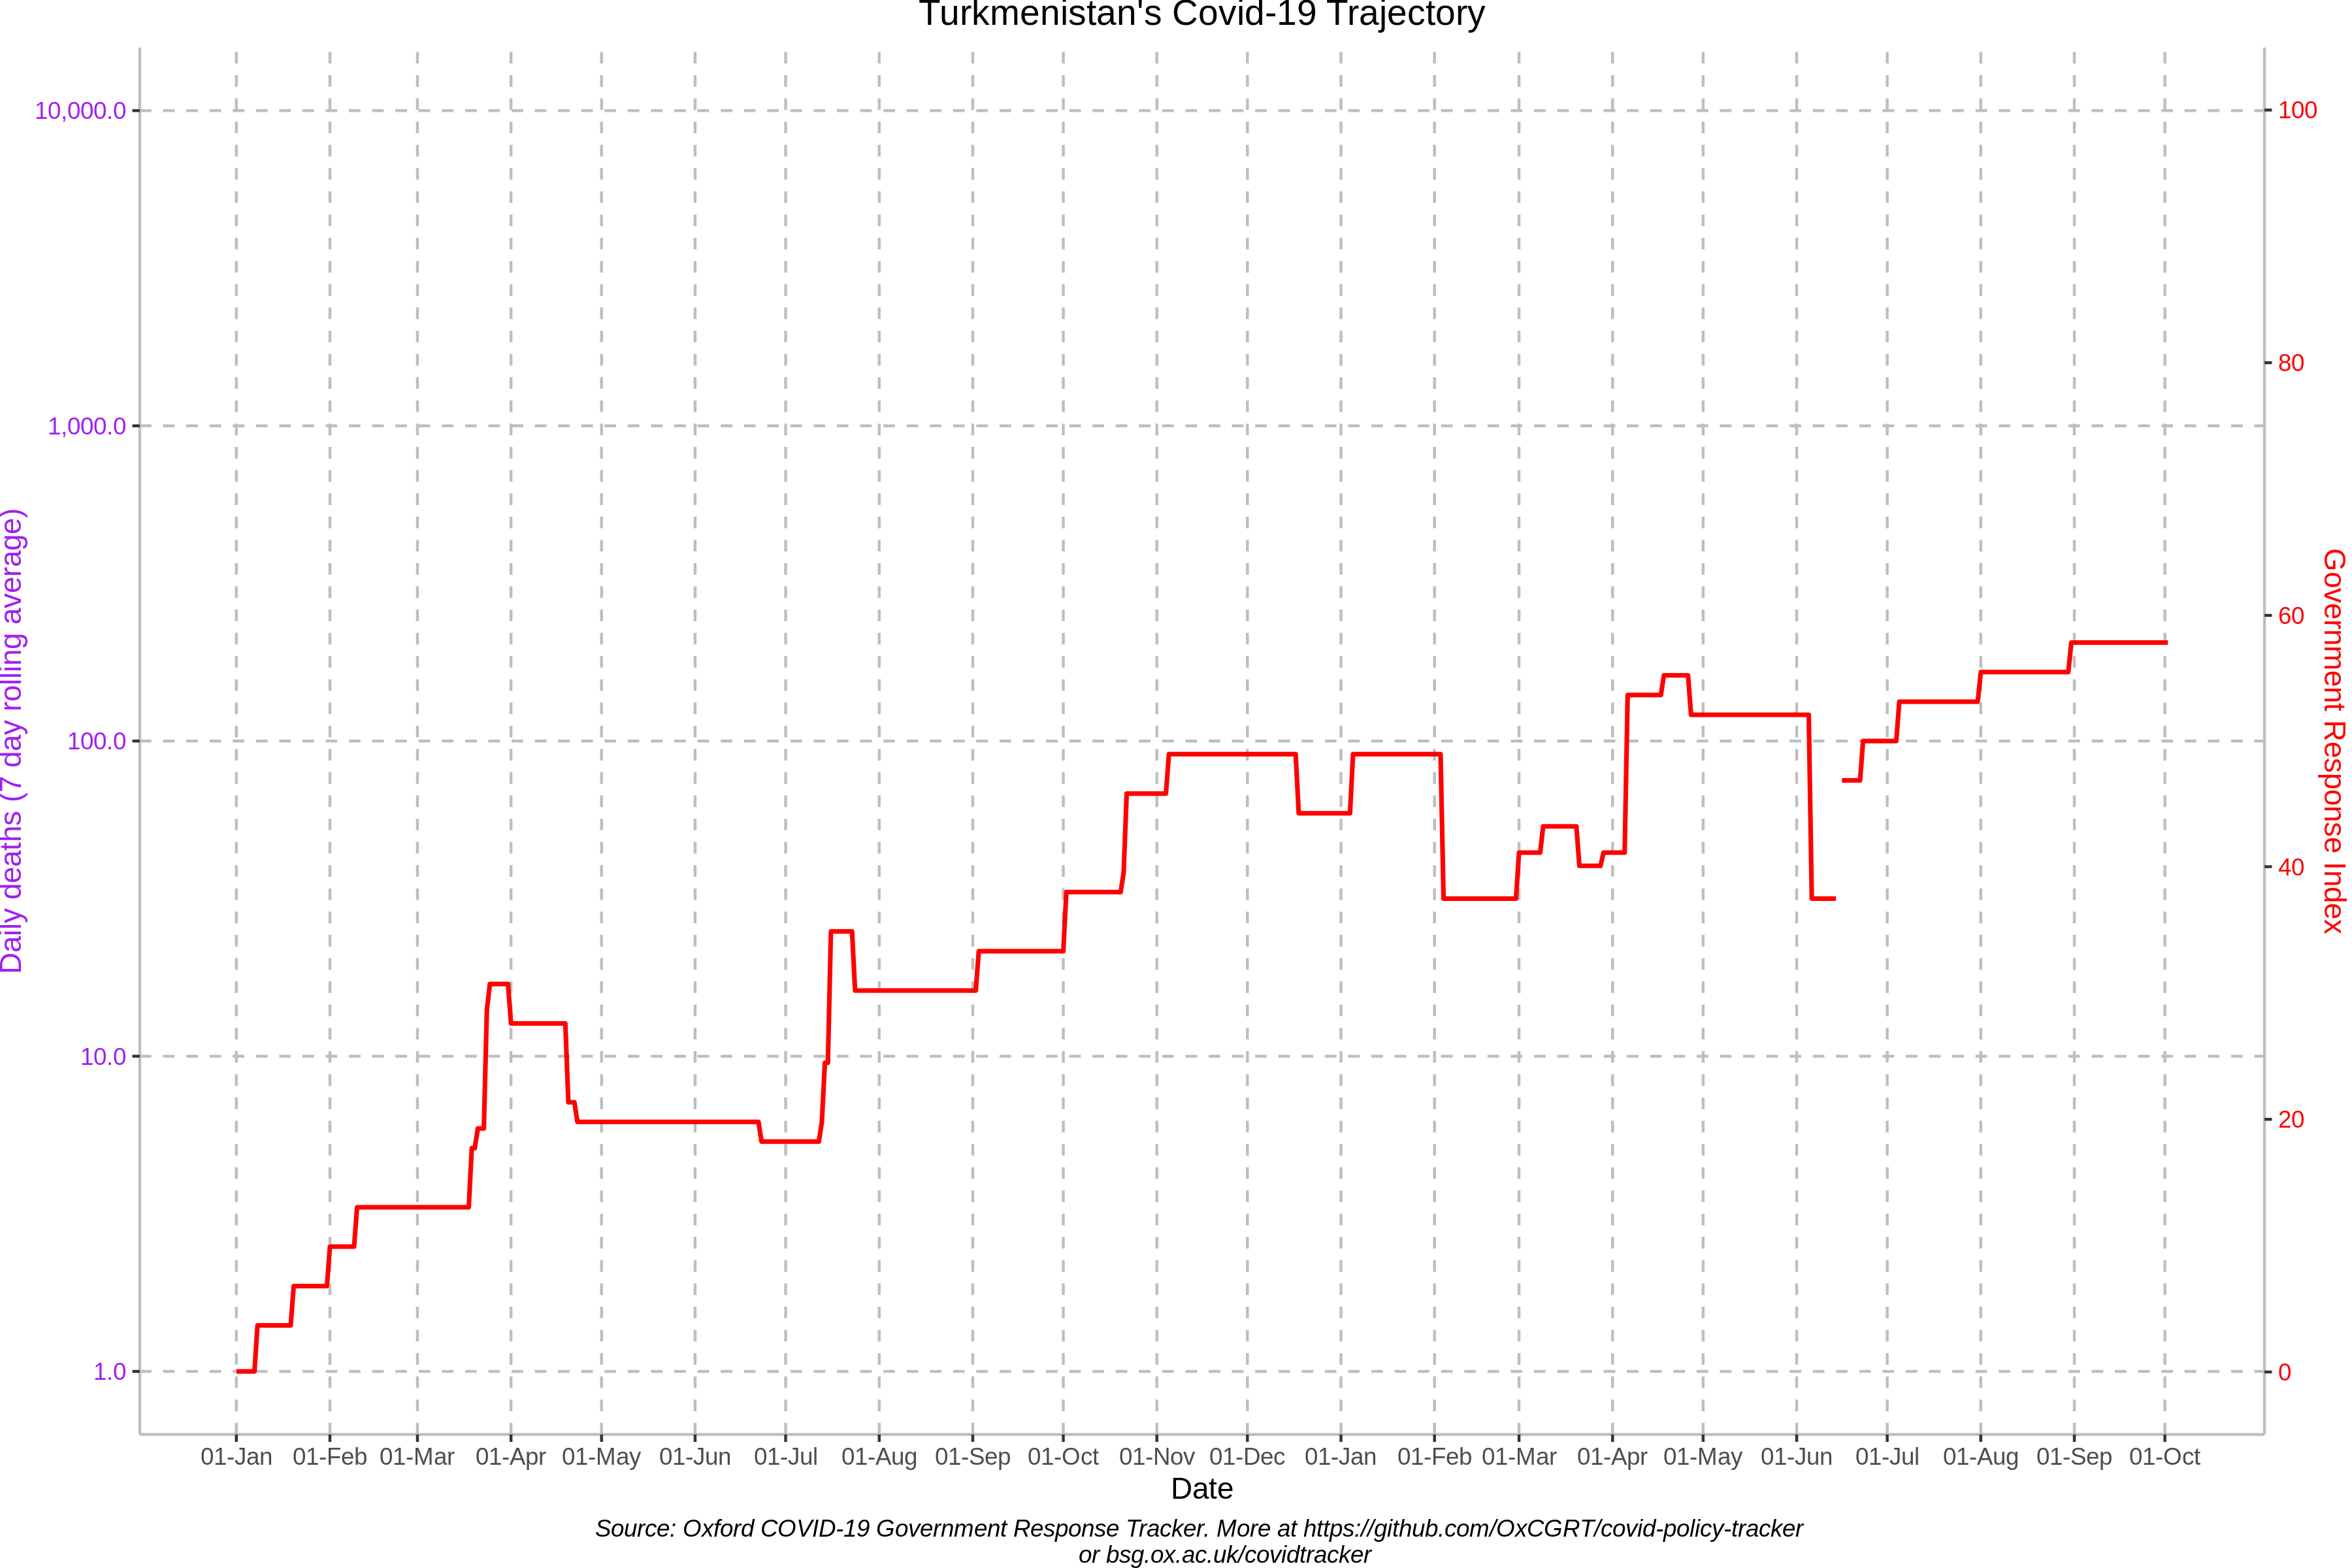 Turkmenistan's Covid-19 Trajectory
10,000.0
1,000.0
100.0
10.0
1.0
Daily deaths (7 day rolling average)
100
80
60
40
20
0
Government Response Index
01-Jan 01-Feb 01-Mar 01-Apr 01-May 01-Jun 01-Jul 01-Aug 01-Sep 01-Oct 01-Nov 01-Dec 01-Jan 01-Feb 01-Mar 01-Apr 01-May 01-Jun 01-Jul 01-Aug 01-Sep 01-Oct
Date
Source: Oxford COVID-19 Government Response Tracker. More at https://github.com/OxCGRT/covid-policy-tracker
or bsg.ox.ac.uk/covidtracker